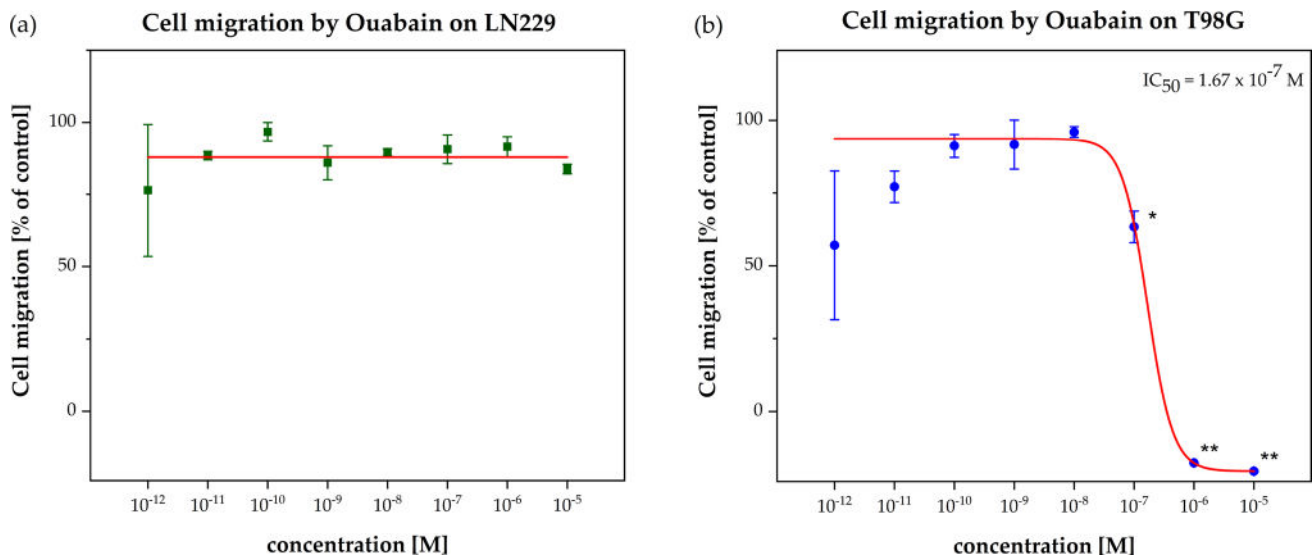 (a)
Cell migration by Ouabain on LN229
Cell migration [% of control]
100
50
0
10-12
10-11
10-10
10-9
10-8
10-7
10-6
10-5
concentration [M]
(b)
Cell migration by Ouabain on T98G
IC50 = 1.67 x 10-7 M
Cell migration [% of control]
100
50
0
*
**
**
10-12
10-11
10-10
10-9
10-8
10-7
10-6
10-5
concentration [M]